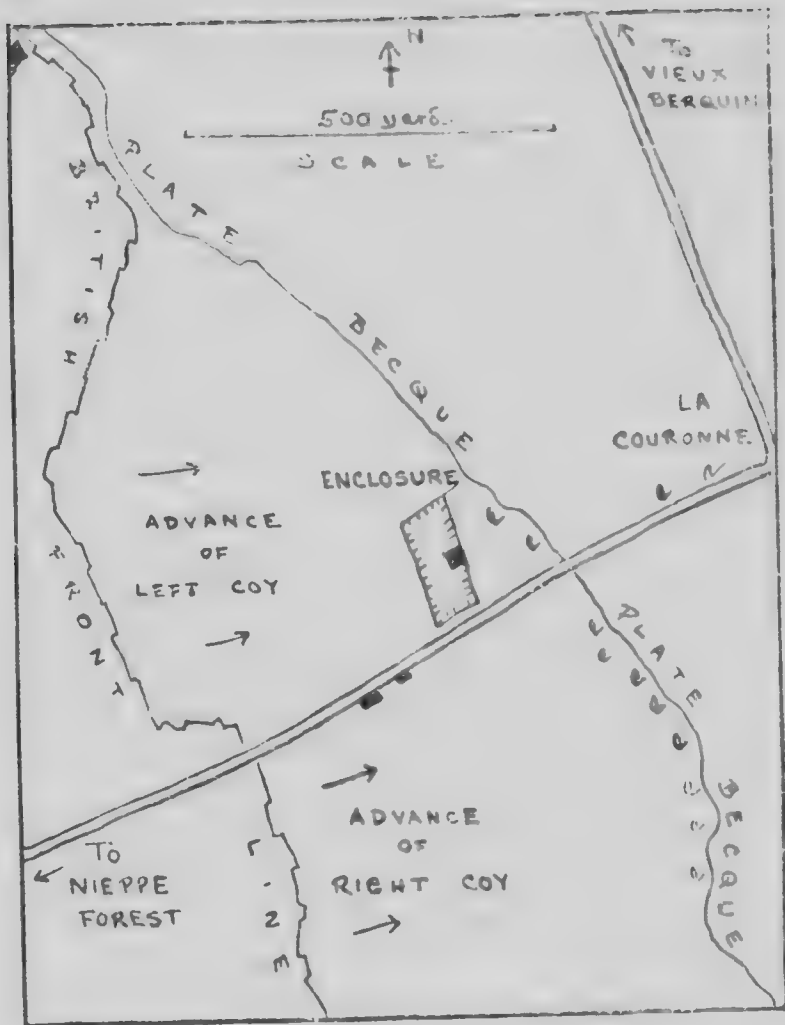 N
To
VIEUX
BERQUIN
500 yards.
SCALE
PLATE
BECQUE
BRITISH
FRONT
LINE
LA
COURONNE
ENCLOSURE
ADVANCE
OF
LEFT COY
PLATE
BECQUE
ADVANCE
OF
RIGHT COY
To
NIEPPE
FOREST